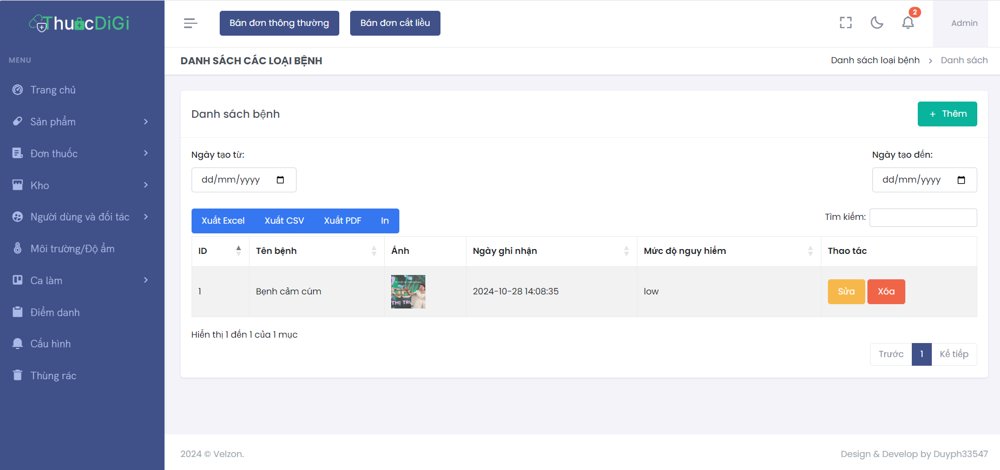 ThuốcDiGi
Bán đơn thông thường
Bán đơn cắt liều
2
Admin
MENU
DANH SÁCH CÁC LOẠI BỆNH
Danh sách loại bệnh > Danh sách
Trang chủ
Sản phẩm
Đơn thuốc
Kho
Người dùng và đối tác
Môi trường/Độ ẩm
Ca làm
Điểm danh
Cấu hình
Thùng rác
Danh sách bệnh
+ Thêm
Ngày tạo từ:
Ngày tạo đến:
dd/mm/yyyy
dd/mm/yyyy
Xuất Excel Xuất CSV Xuất PDF In
Tìm kiếm:
ID Tên bệnh Ảnh Ngày ghi nhận Mức độ nguy hiểm Thao tác
1 Bẹnh cảm cúm 2024-10-28 14:08:35 low Sửa Xóa
THỊ TRƯ
Hiển thị 1 đến 1 của 1 mục
Trước 1 Kế tiếp
2024 © Velzon.
Design & Develop by Duyph33547